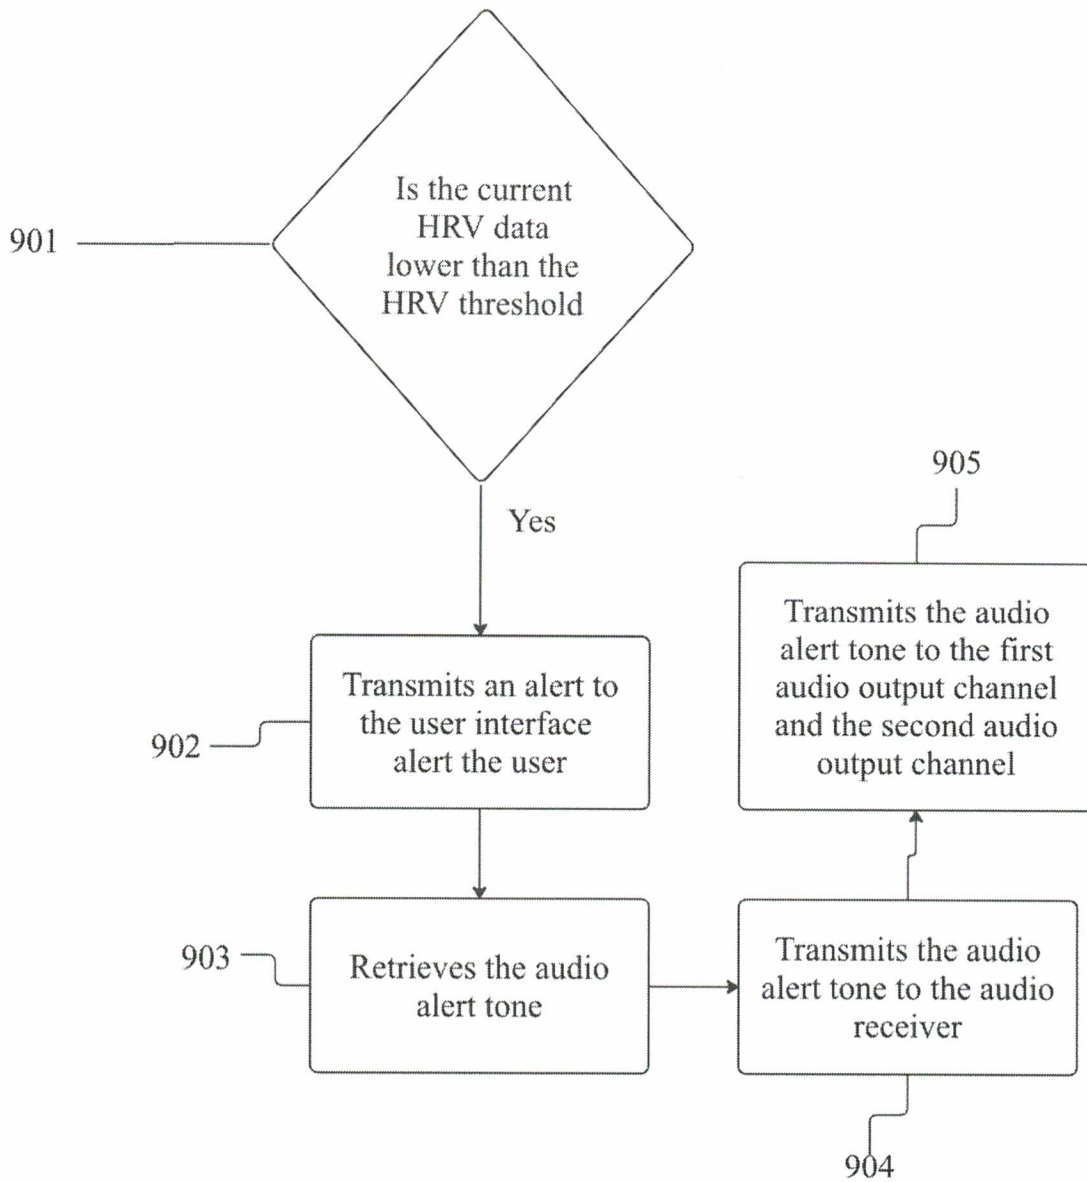 901
Is the current
HRV data
lower than the
HRV threshold
Yes
902
Transmits an alert to
the user interface
alert the user
903
Retrieves the audio
alert tone
904
Transmits the audio
alert tone to the audio
receiver
905
Transmits the audio
alert tone to the first
audio output channel
and the second audio
output channel